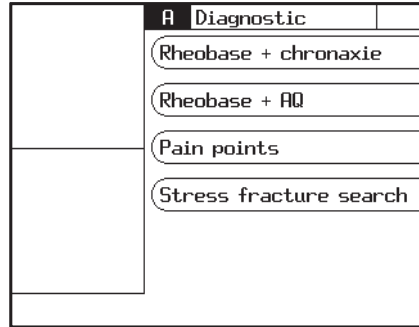 A Diagnostic
Rheobase + chronaxie
Rheobase + AQ
Pain points
Stress fracture search